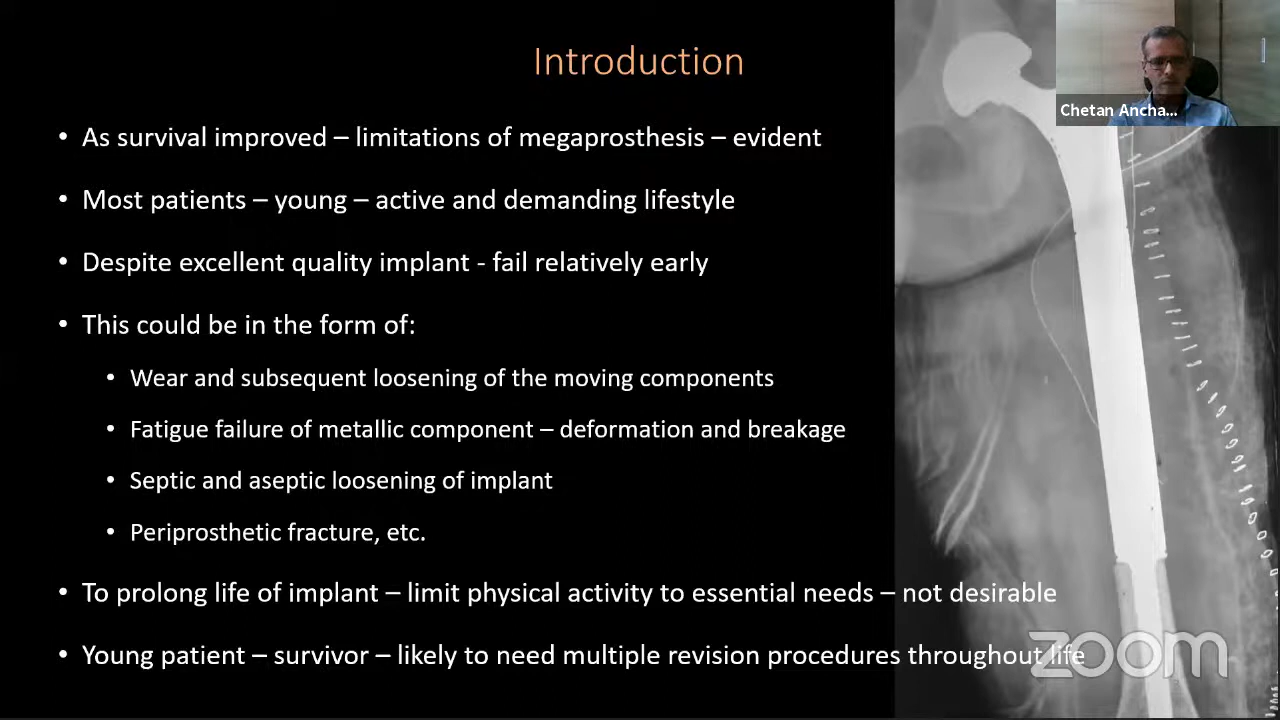 Introduction
Chetan Ancha...
• As survival improved – limitations of megaprosthesis – evident
• Most patients – young – active and demanding lifestyle
• Despite excellent quality implant - fail relatively early
• This could be in the form of:
• Wear and subsequent loosening of the moving components
• Fatigue failure of metallic component – deformation and breakage
• Septic and aseptic loosening of implant
• Periprosthetic fracture, etc.
• To prolong life of implant – limit physical activity to essential needs – not desirable
• Young patient – survivor – likely to need multiple revision procedures throughout life
zoom